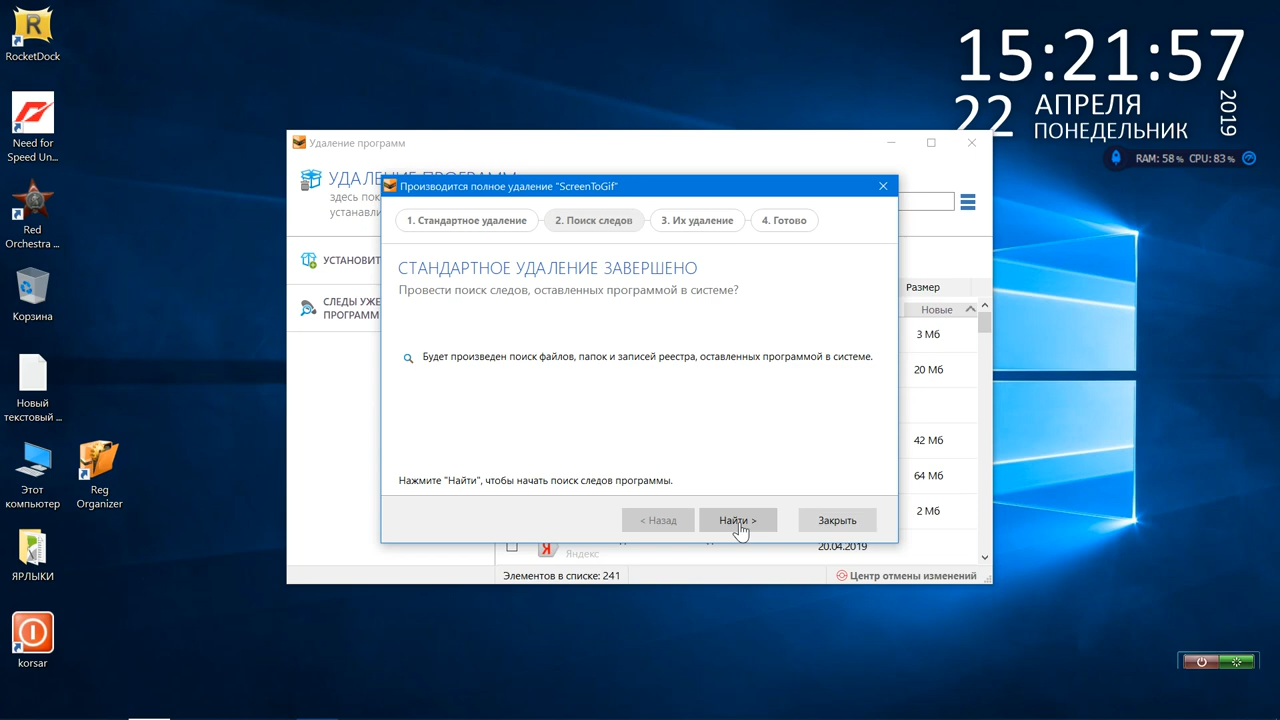 RocketDock
Need for
Speed Un...
Red
Orchestra ...
Корзина
Новый
текстовый ...
Этот
компьютер
Reg
Organizer
ЯРЛЫКИ
korsar
15:21:57
22
АПРЕЛЯ
ПОНЕДЕЛЬНИК
2019
RAM: 58 % CPU: 83 %
Удаление программ
УДАЛЕНИЕ ПРОГРАММ
здесь
УСТАНОВИТ
СЛЕДЫ УЖЕ
ПРОГРАММ
Производится полное удаление "ScreenToGif"
1. Стандартное удаление
2. Поиск следов
3. Их удаление
4. Готово
СТАНДАРТНОЕ УДАЛЕНИЕ ЗАВЕРШЕНО
Провести поиск следов, оставленных программой в системе?
Будет произведен поиск файлов, папок и записей реестра, оставленных программой в системе.
Нажмите "Найти", чтобы начать поиск следов программы.
< Назад
Найти >
Закрыть
Размер
Новые
3 Мб
20 Мб
42 Мб
64 Мб
2 Мб
Яндекс
20.04.2019
Элементов в списке: 241
Центр отмены изменений